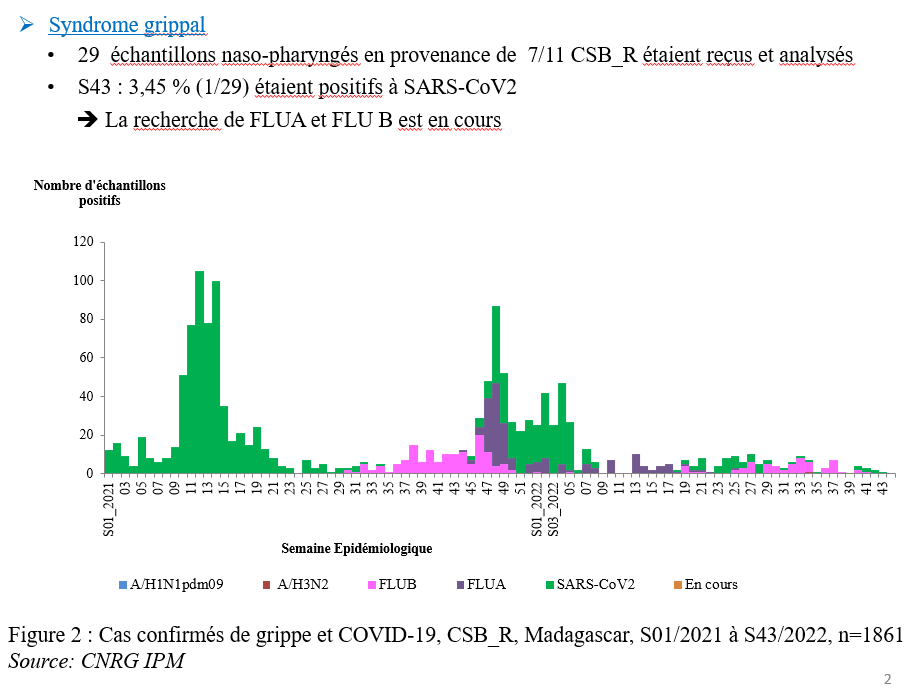 Syndrome grippal
29 échantillons naso-pharyngés en provenance de 7/11 CSB_R étaient reçus et analysés
S43 : 3,45 % (1/29) étaient positifs à SARS-CoV2
➔ La recherche de FLUA et FLU B est en cours
Nombre d'échantillons
positifs
120
100
80
60
40
20
0
S01_2021 03 05 07 09 11 13 15 17 19 21 23 25 27 29 31 33 35 37 39 41 43 45 47 49 51 S01_2022 S03_2022 05 07 09 11 13 15 17 19 21 23 25 27 29 31 33 35 37 39 41 43
Semaine Epidémiologique
A/H1N1pdm09 A/H3N2 FLUB FLUA SARS-CoV2 En cours
Figure 2 : Cas confirmés de grippe et COVID-19, CSB_R, Madagascar, S01/2021 à S43/2022, n=1861
Source: CNRG IPM
2